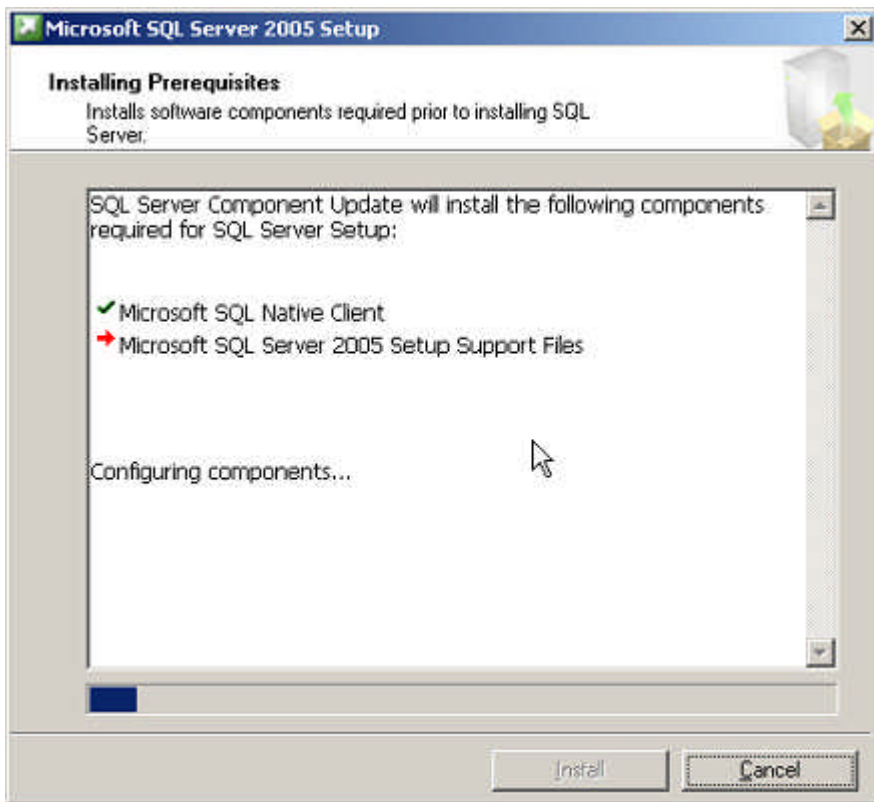 Microsoft SQL Server 2005 Setup
Installing Prerequisites
Installs software components required prior to installing SQL
Server.
SQL Server Component Update will install the following components
required for SQL Server Setup:
Microsoft SQL Native Client
Microsoft SQL Server 2005 Setup Support Files
Configuring components...
Install
Cancel